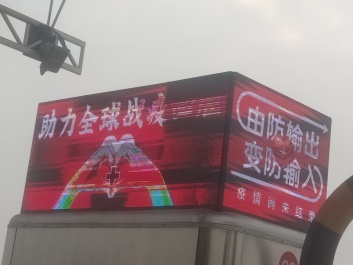 助力全球战疫
由防输出
变防输入
疫情尚未结束